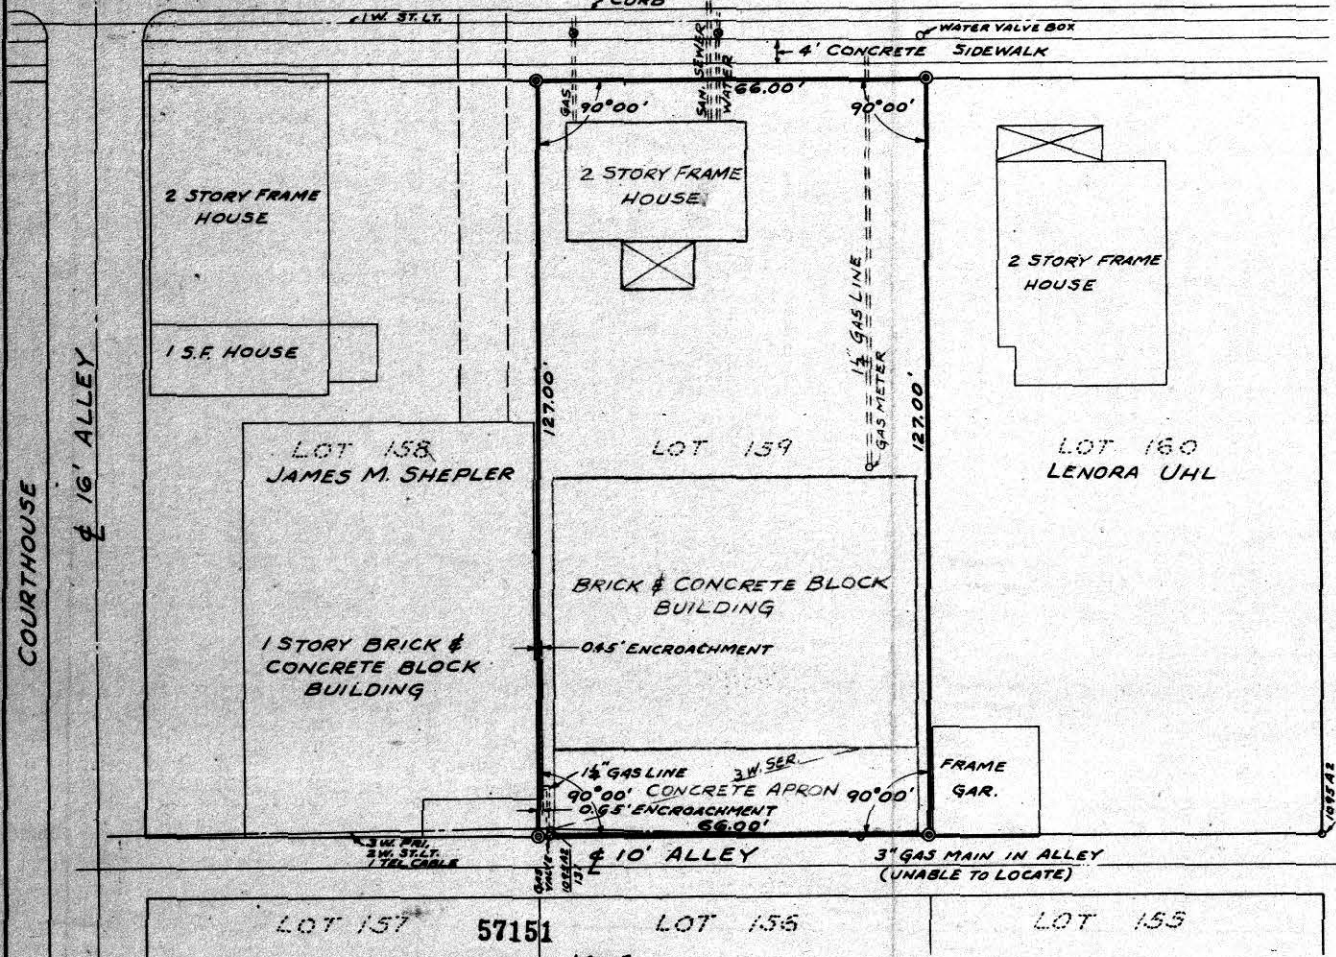 CURB
1 W. ST. LT.
WATER VALVE BOX
4' CONCRETE SIDEWALK
SAN. SEWER
WATER
GAS
66.00'
90°00'
90°00'
2 STORY FRAME
HOUSE
2 STORY FRAME
HOUSE
2 STORY FRAME
HOUSE
1 S.F. HOUSE
1½" GAS LINE
GAS METER
127.00'
127.00'
COURTHOUSE
℄ 16' ALLEY
LOT 158
JAMES M. SHEPLER
LOT 159
LOT 160
LENORA UHL
BRICK & CONCRETE BLOCK
BUILDING
1 STORY BRICK &
CONCRETE BLOCK
BUILDING
0.45' ENCROACHMENT
3 W. SER.
1½" GAS LINE
90°00' CONCRETE APRON 90°00'
0.65' ENCROACHMENT
66.00'
FRAME
GAR.
1095 A2
3 W. PRI.
2 W. ST. LT.
1 TEL CABLE
GAS
VALVE
℄ 10' ALLEY
3" GAS MAIN IN ALLEY
(UNABLE TO LOCATE)
LOT 157
57151
LOT 156
LOT 155